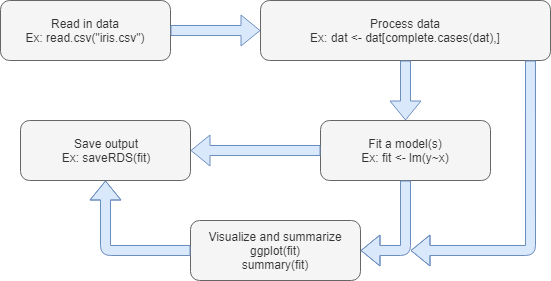 Read in data
Ex: read.csv("iris.csv")
Process data
Ex: dat <- dat[complete.cases(dat),]
Save output
Ex: saveRDS(fit)
Fit a model(s)
Ex: fit <- lm(y~x)
Visualize and summarize
ggplot(fit)
summary(fit)